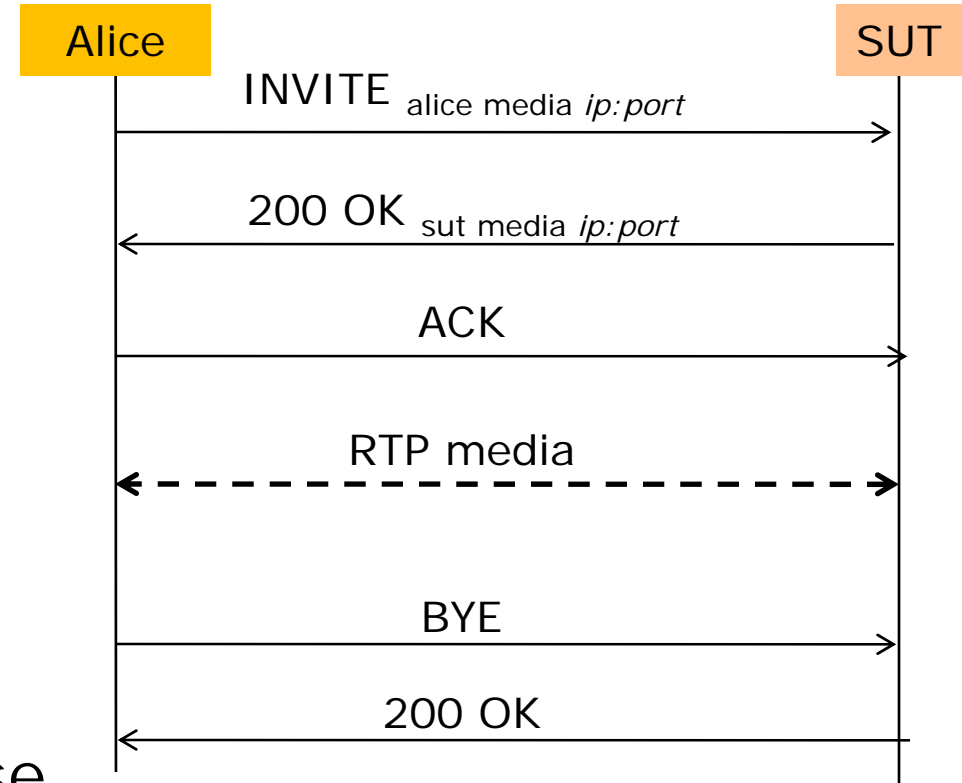 Alice
SUT
INVITE alice media ip:port
200 OK sut media ip:port
ACK
RTP media
BYE
200 OK